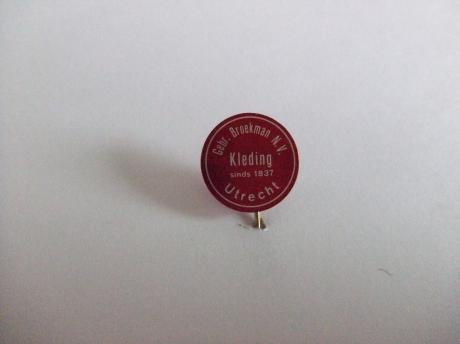 Gebr. Broekman N.V.
Kleding
sinds 1837
Utrecht